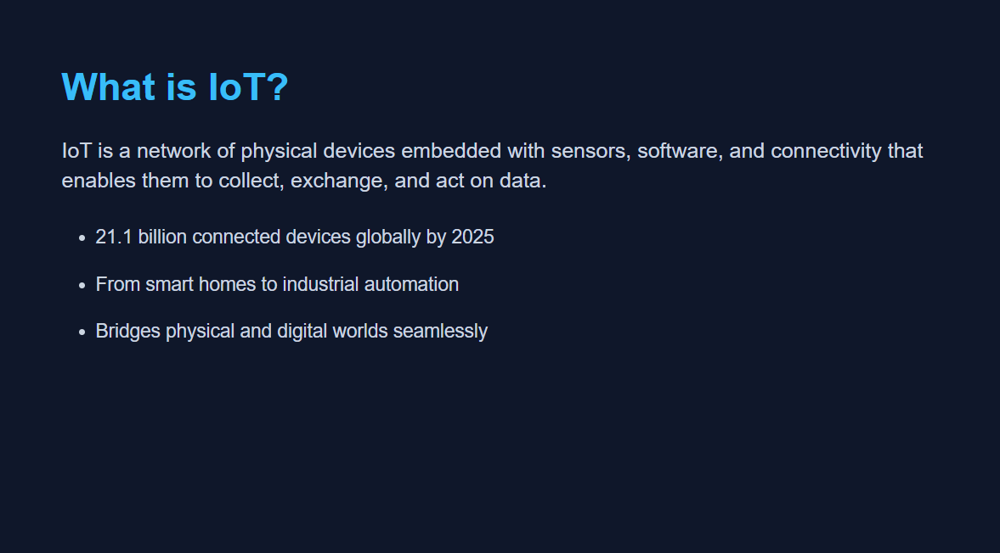 What is IoT?
IoT is a network of physical devices embedded with sensors, software, and connectivity that
enables them to collect, exchange, and act on data.
• 21.1 billion connected devices globally by 2025
• From smart homes to industrial automation
• Bridges physical and digital worlds seamlessly